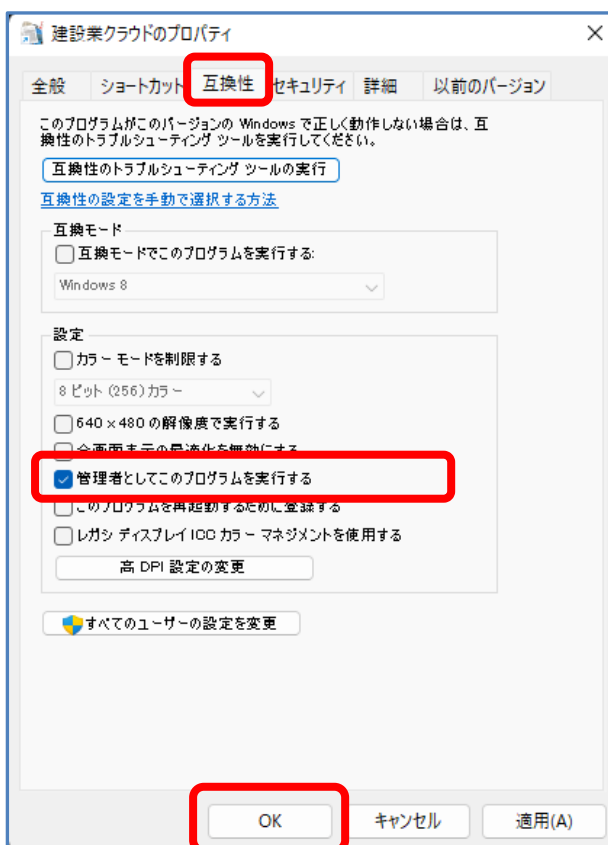 建設業クラウドのプロパティ
全般 ショートカット 互換性 セキュリティ 詳細 以前のバージョン
このプログラムがこのバージョンの Windows で正しく動作しない場合は、互
換性のトラブルシューティング ツールを実行してください。
互換性のトラブルシューティング ツールの実行
互換性の設定を手動で選択する方法
互換モード
互換モードでこのプログラムを実行する:
Windows 8
設定
カラー モードを制限する
8 ビット (256) カラー
640 x 480 の解像度で実行する
全画面表示の最適化を無効にする
管理者としてこのプログラムを実行する
このプログラムを再起動するために登録する
レガシ ディスプレイ ICC カラー マネジメントを使用する
高 DPI 設定の変更
すべてのユーザーの設定を変更
OK キャンセル 適用(A)